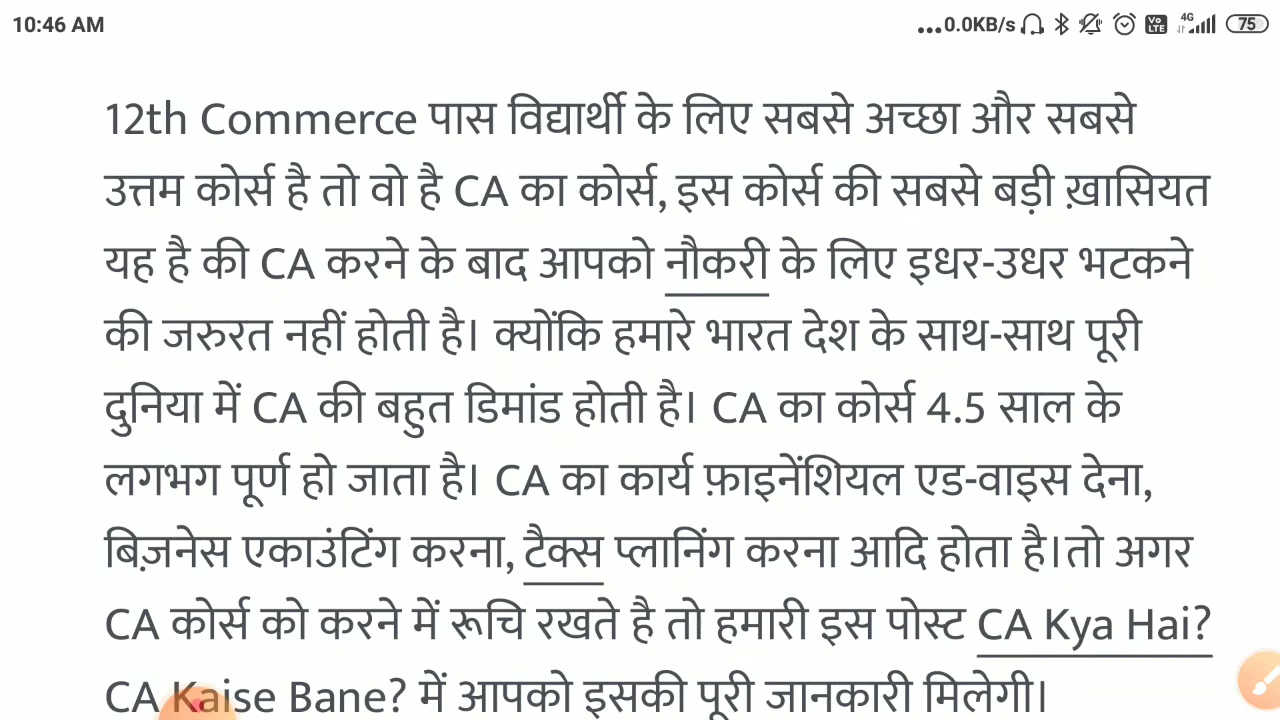 10:46 AM
...0.0KB/s Vo LTE 4G 75
12th Commerce पास विद्यार्थी के लिए सबसे अच्छा और सबसे
उत्तम कोर्स है तो वो है CA का कोर्स, इस कोर्स की सबसे बड़ी ख़ासियत
यह है की CA करने के बाद आपको नौकरी के लिए इधर-उधर भटकने
की जरुरत नहीं होती है। क्योंकि हमारे भारत देश के साथ-साथ पूरी
दुनिया में CA की बहुत डिमांड होती है। CA का कोर्स 4.5 साल के
लगभग पूर्ण हो जाता है। CA का कार्य फ़ाइनेंशियल एड-वाइस देना,
बिज़नेस एकाउंटिंग करना, टैक्स प्लानिंग करना आदि होता है।तो अगर
CA कोर्स को करने में रूचि रखते है तो हमारी इस पोस्ट CA Kya Hai?
CA Kaise Bane? में आपको इसकी पूरी जानकारी मिलेगी।